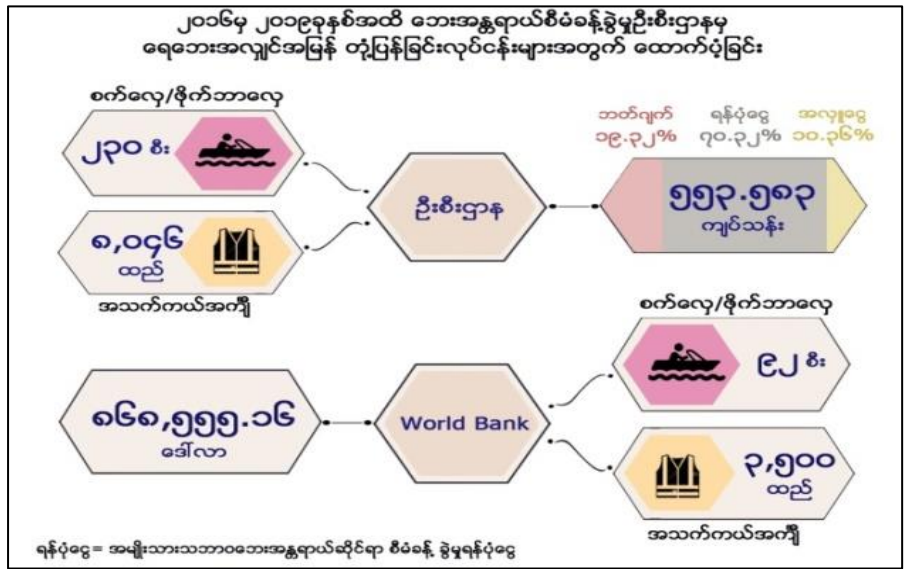 ၂၀၁၆မှ ၂၀၁၉ခုနှစ်အထိ ဘေးအန္တရာယ်စီမံခန့်ခွဲမှုဦးစီးဌာနမှ
ရေဘေးအလျှင်အမြန် တုံ့ပြန်ခြင်းလုပ်ငန်းများအတွက် ထောက်ပံ့ခြင်း
စက်လှေ/ဖိုက်ဘာလှေ
၂၃၀ စီး
၈,၀၄၆
ထည်
အသက်ကယ်အင်္ကျီ
ဦးစီးဌာန
ဘတ်ဂျက် ရန်ပုံငွေ အလှူငွေ
၁၉.၃၂% ၇၀.၃၂% ၁၀.၃၆%
၅၅၃.၅၈၃
ကျပ်သန်း
၈၆၈,၅၅၅.၁၆
ဒေါ်လာ
World Bank
စက်လှေ/ဖိုက်ဘာလှေ
၉၂ စီး
၃,၅၀၀
ထည်
အသက်ကယ်အင်္ကျီ
ရန်ပုံငွေ= အမျိုးသားသဘာဝဘေးအန္တရာယ်ဆိုင်ရာ စီမံခန့် ခွဲမှုရန်ပုံငွေ